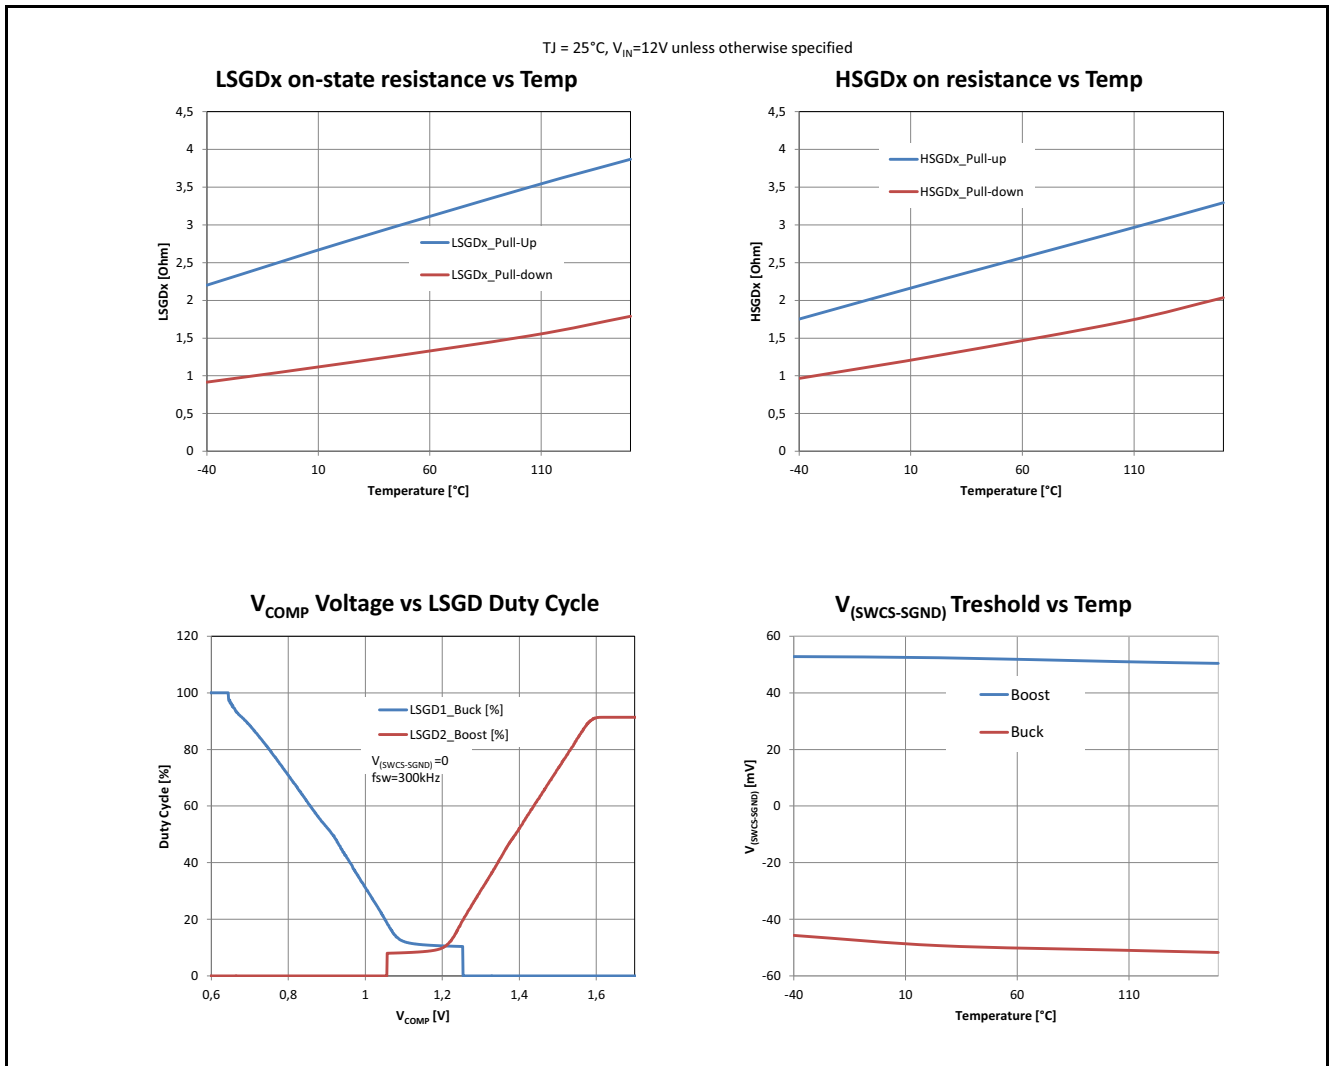 TJ = 25°C, VIN=12V unless otherwise specified
LSGDx on-state resistance vs Temp
4,5
4
3,5
3
2,5
2
1,5
1
0,5
0
LSGDx [Ohm]
LSGDx_Pull-Up
LSGDx_Pull-down
-40
10
60
110
Temperature [°C]
HSGDx on resistance vs Temp
4,5
4
3,5
3
2,5
2
1,5
1
0,5
0
HSGDx [Ohm]
HSGDx_Pull-up
HSGDx_Pull-down
-40
10
60
110
Temperature [°C]
VCOMP Voltage vs LSGD Duty Cycle
120
100
80
60
40
20
0
Duty Cycle [%]
LSGD1_Buck [%]
LSGD2_Boost [%]
V(SWCS-SGND) =0
fsw=300kHz
0,6
0,8
1
1,2
1,4
1,6
VCOMP [V]
V(SWCS-SGND) Treshold vs Temp
60
40
20
0
-20
-40
-60
V(SWCS-SGND) [mV]
Boost
Buck
-40
10
60
110
Temperature [°C]